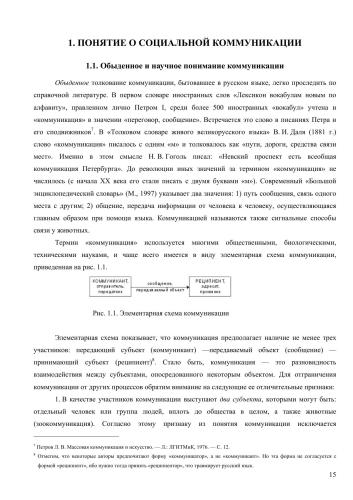 1. ПОНЯТИЕ О СОЦИАЛЬНОЙ КОММУНИКАЦИИ
1.1. Обыденное и научное понимание коммуникации
Обыденное толкование коммуникации, бытовавшее в русском языке, легко проследить по
справочной литературе. В первом словаре иностранных слов «Лексикон вокабулам новым по
алфавиту», правленном лично Петром I, среди более 500 иностранных «вокабул» учтена и
«коммуникация» в значении «переговор, сообщение». Встречается это слово в писаниях Петра и
его сподвижников⁷. В «Толковом словаре живого великорусского языка» В. И. Даля (1881 г.)
слово «коммуникация» писалось с одним «м» и толковалось как «пути, дороги, средства связи
мест». Именно в этом смысле Н. В. Гоголь писал: «Невский проспект есть всеобщая
коммуникация Петербурга». До революции иных значений за термином «коммуникация» не
числилось (с начала XX века его стали писать с двумя буквами «м»). Современный «Большой
энциклопедический словарь» (М., 1997) указывает два значения: 1) путь сообщения, связь одного
места с другим; 2) общение, передача информации от человека к человеку, осуществляющаяся
главным образом при помощи языка. Коммуникацией называются также сигнальные способы
связи у животных.
Термин «коммуникация» используется многими общественными, биологическими,
техническими науками, и чаще всего имеется в виду элементарная схема коммуникации,
приведенная на рис. 1.1.
КОММУНИКАНТ, отправитель, передатчик
сообщение, передаваемый объект
РЕЦИПИЕНТ, адресат, приемник
Рис. 1.1. Элементарная схема коммуникации
Элементарная схема показывает, что коммуникация предполагает наличие не менее трех
участников: передающий субъект (коммуникант) —передаваемый объект (сообщение) —
принимающий субъект (реципиент)⁸. Стало быть, коммуникация — это разновидность
взаимодействия между субъектами, опосредованного некоторым объектом. Для отграничения
коммуникации от других процессов обратим внимание на следующие ее отличительные признаки:
1. В качестве участников коммуникации выступают два субъекта, которыми могут быть:
отдельный человек или группа людей, вплоть до общества в целом, а также животные
(зоокоммуникация). Согласно этому признаку из понятия коммуникации исключается
⁷ Петров Л. В. Массовая коммуникация и искусство. — Л.: ЛГИТМиК, 1976. — С. 12.
⁸ Отметим, что некоторые авторы предпочитают форму «коммуникатор», а не «коммуникант». Но эта форма не согласуется с
формой «реципиент», ибо нужно тогда принять «реципиентор», что травмирует русский язык.
15